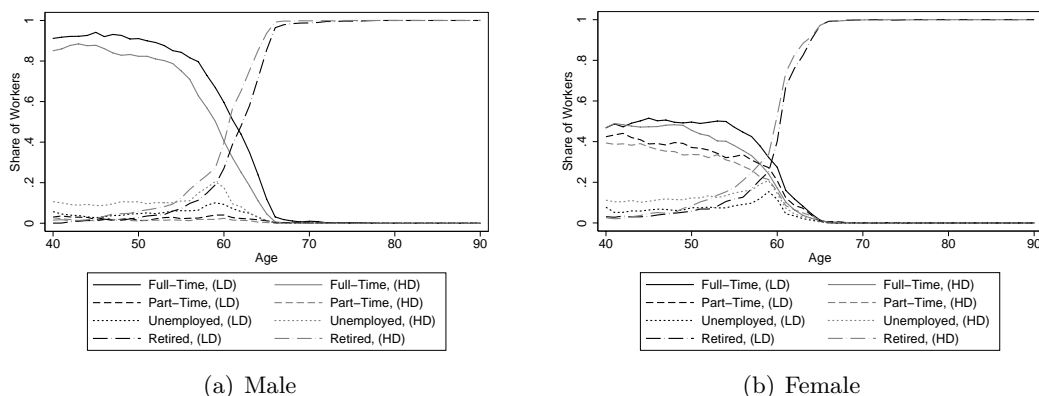 Share of Workers
0 .2 .4 .6 .8 1
40 50 60 70 80 90
Age
Full−Time, (LD) Full−Time, (HD)
Part−Time, (LD) Part−Time, (HD)
Unemployed, (LD) Unemployed, (HD)
Retired, (LD) Retired, (HD)
(a) Male
Share of Workers
0 .2 .4 .6 .8 1
40 50 60 70 80 90
Age
Full−Time, (LD) Full−Time, (HD)
Part−Time, (LD) Part−Time, (HD)
Unemployed, (LD) Unemployed, (HD)
Retired, (LD) Retired, (HD)
(b) Female